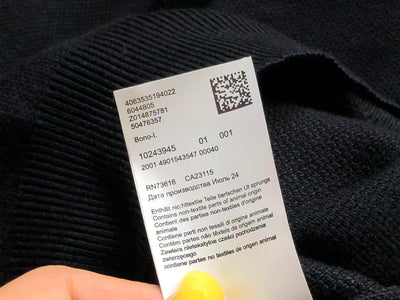 4063535194022
6044805
Z014875781
50476357
Bono-L
10243945 01 001
2001 4901543547 00040
RN73616 CA23115
Дата производства Июль 24
Enthält nichttextile Teile tierischen Ursprungs
Contains non-textile parts of animal origin
Contient des parties non-textiles d'origine
animale
Contiene parti non tessili di origine animale
Contém partes não têxteis de origem animal
Zawiera nietekstylne części pochodzenia
zwierzęcego
contiene partes no textiles de origen animal